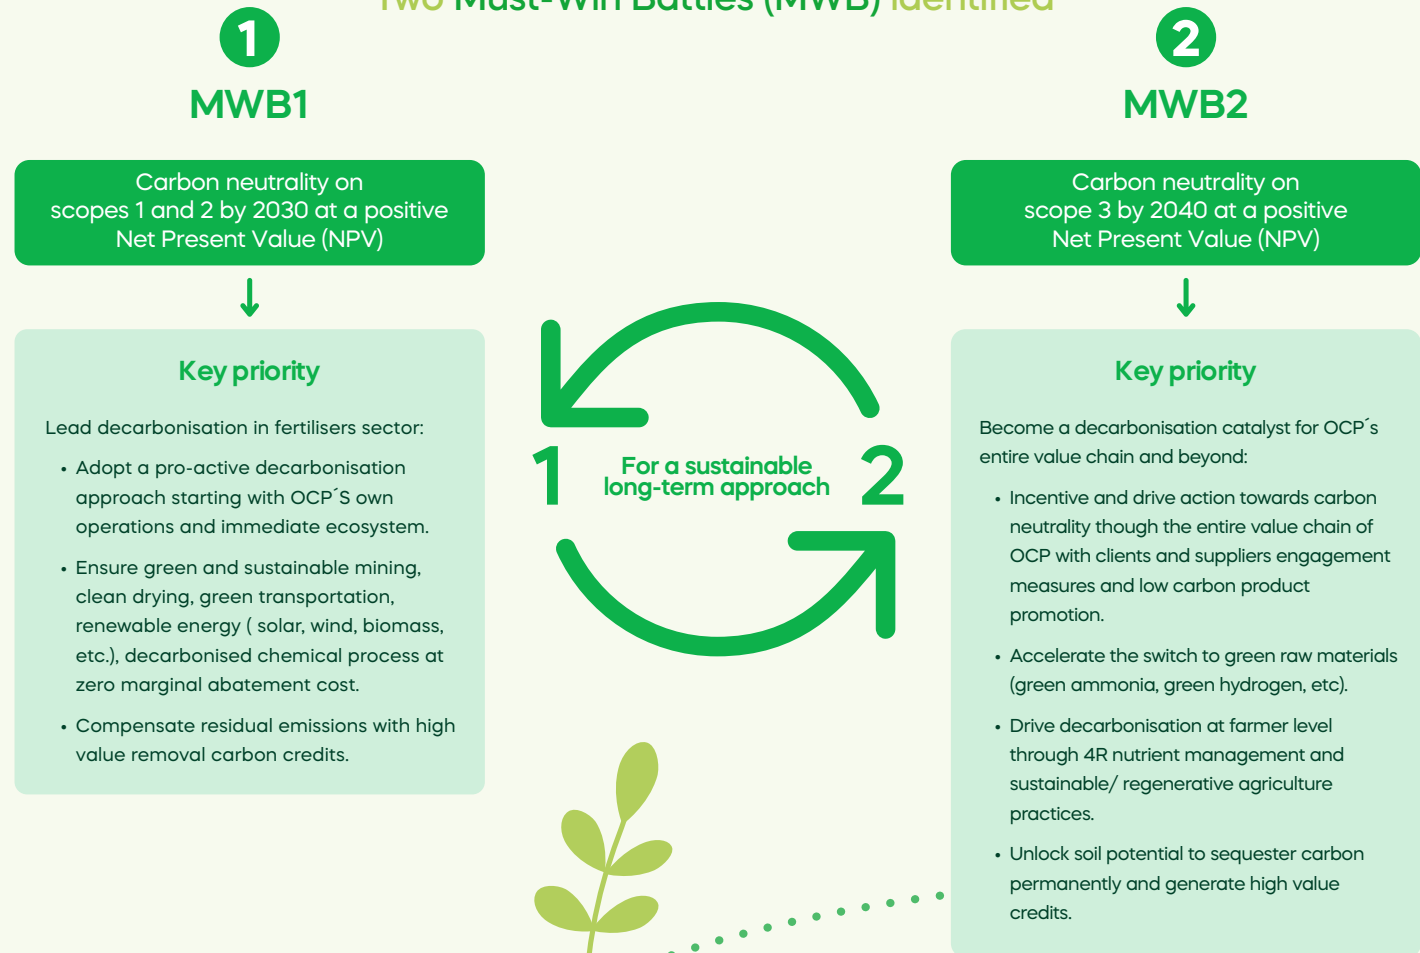 Two Must-Win Battles (MWB) Identified
1
MWB1
Carbon neutrality on
scopes 1 and 2 by 2030 at a positive
Net Present Value (NPV)
Key priority
Lead decarbonisation in fertilisers sector:
• Adopt a pro-active decarbonisation
approach starting with OCP´S own
operations and immediate ecosystem.
• Ensure green and sustainable mining,
clean drying, green transportation,
renewable energy ( solar, wind, biomass,
etc.), decarbonised chemical process at
zero marginal abatement cost.
• Compensate residual emissions with high
value removal carbon credits.
1
For a sustainable
long-term approach
2
2
MWB2
Carbon neutrality on
scope 3 by 2040 at a positive
Net Present Value (NPV)
Key priority
Become a decarbonisation catalyst for OCP´s
entire value chain and beyond:
• Incentive and drive action towards carbon
neutrality though the entire value chain of
OCP with clients and suppliers engagement
measures and low carbon product
promotion.
• Accelerate the switch to green raw materials
(green ammonia, green hydrogen, etc).
• Drive decarbonisation at farmer level
through 4R nutrient management and
sustainable/ regenerative agriculture
practices.
• Unlock soil potential to sequester carbon
permanently and generate high value
credits.